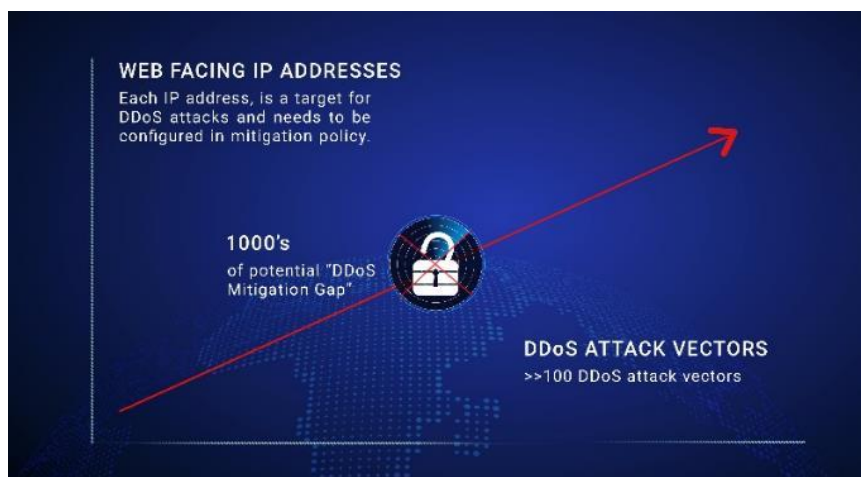 WEB FACING IP ADDRESSES
Each IP address, is a target for
DDoS attacks and needs to be
configured in mitigation policy.
1000's
of potential "DDoS
Mitigation Gap"
DDoS ATTACK VECTORS
>>100 DDoS attack vectors